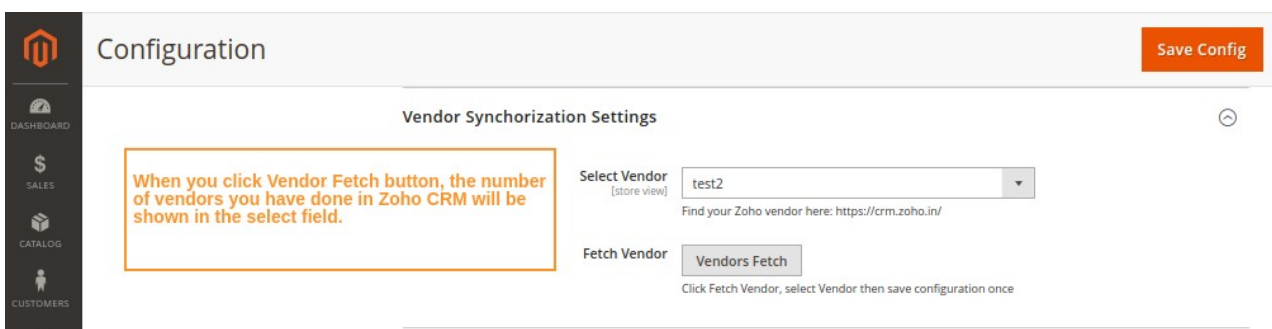 Configuration
Save Config
DASHBOARD
SALES
CATALOG
CUSTOMERS
Vendor Synchorization Settings
When you click Vendor Fetch button, the number
of vendors you have done in Zoho CRM will be
shown in the select field.
Select Vendor
[store view]
test2
Find your Zoho vendor here: https://crm.zoho.in/
Fetch Vendor
Vendors Fetch
Click Fetch Vendor, select Vendor then save configuration once